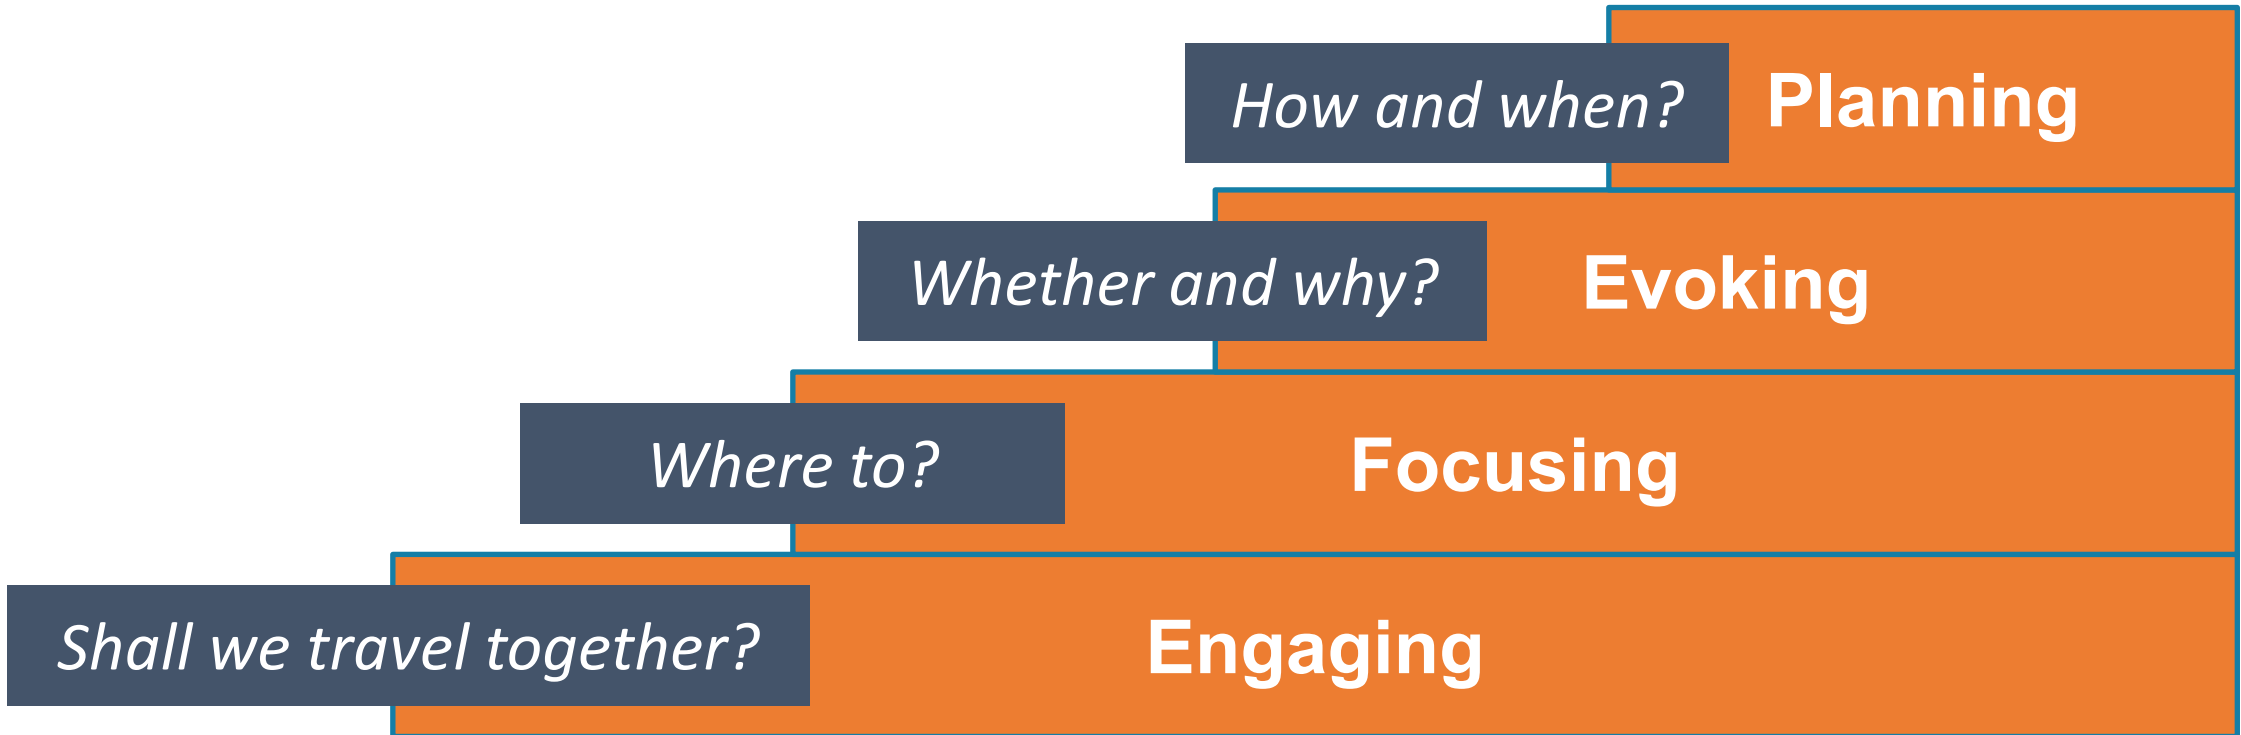 How and when?
Planning
Whether and why?
Evoking
Where to?
Focusing
Shall we travel together?
Engaging